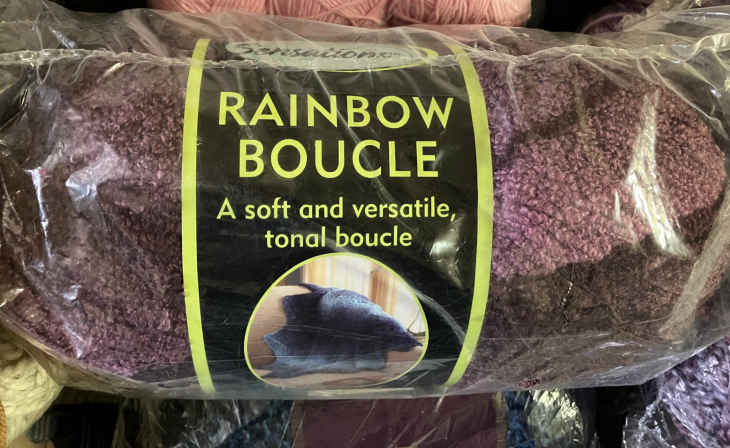 Sensations
RAINBOW
BOUCLE
A soft and versatile,
tonal boucle